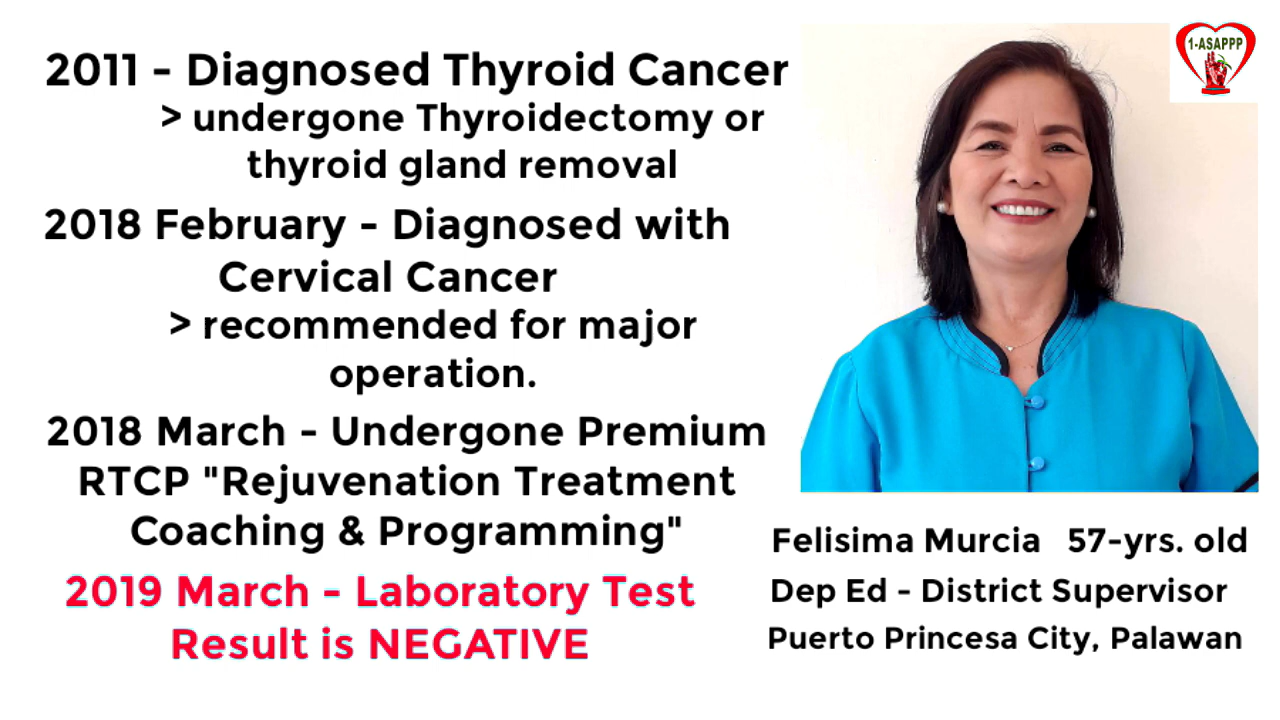 2011 - Diagnosed Thyroid Cancer
> undergone Thyroidectomy or
thyroid gland removal
2018 February - Diagnosed with
Cervical Cancer
> recommended for major
operation.
2018 March - Undergone Premium
RTCP "Rejuvenation Treatment
Coaching & Programming"
2019 March - Laboratory Test
Result is NEGATIVE
1-ASAPPP
Felisima Murcia 57-yrs. old
Dep Ed - District Supervisor
Puerto Princesa City, Palawan